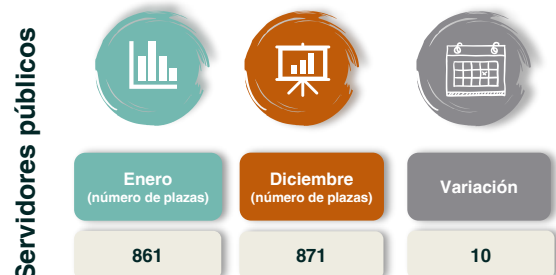 Servidores públicos
Enero
(número de plazas)
Diciembre
(número de plazas)
Variación
861
871
10